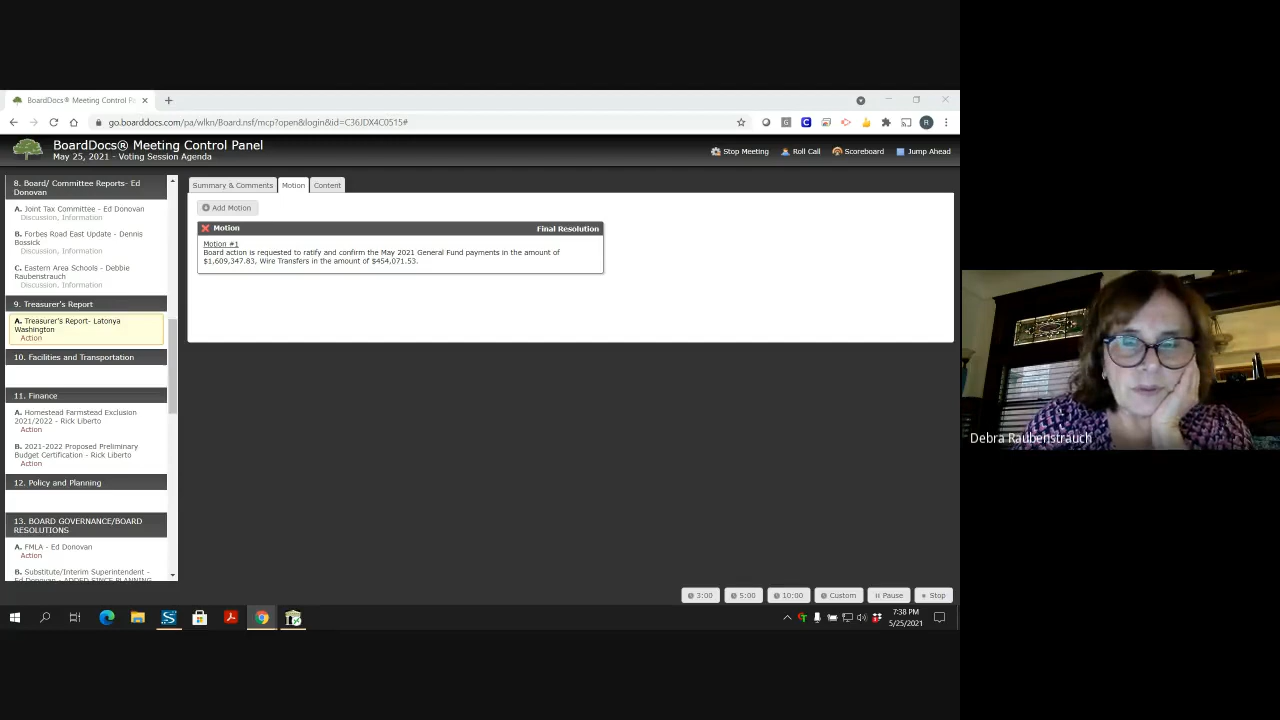 BoardDocs® Meeting Control Pa
go.boarddocs.com/pa/wlkn/Board.nsf/mcp?open&login&id=C36JDX4C0515#
BoardDocs® Meeting Control Panel
May 25, 2021 - Voting Session Agenda
Stop Meeting
Roll Call
Scoreboard
Jump Ahead
8. Board/ Committee Reports- Ed
Donovan
A. Joint Tax Committee - Ed Donovan
Discussion, Information
B. Forbes Road East Update - Dennis
Bossick
Discussion, Information
C. Eastern Area Schools - Debbie
Raubenstrauch
Discussion, Information
9. Treasurer's Report
A. Treasurer's Report- Latonya
Washington
Action
10. Facilities and Transportation
11. Finance
A. Homestead Farmstead Exclusion
2021/2022 - Rick Liberto
Action
B. 2021-2022 Proposed Preliminary
Budget Certification - Rick Liberto
Action
12. Policy and Planning
13. BOARD GOVERNANCE/BOARD
RESOLUTIONS
A. FMLA - Ed Donovan
Action
B. Substitute/Interim Superintendent -
Ed Donovan - ADDED SINCE PLANNING
Summary & Comments
Motion
Content
Add Motion
Motion
Final Resolution
Motion #1
Board action is requested to ratify and confirm the May 2021 General Fund payments in the amount of
$1,609,347.83, Wire Transfers in the amount of $454,071.53.
Debra Raubenstrauch
3:00
5:00
10:00
Custom
Pause
Stop
7:38 PM
5/25/2021